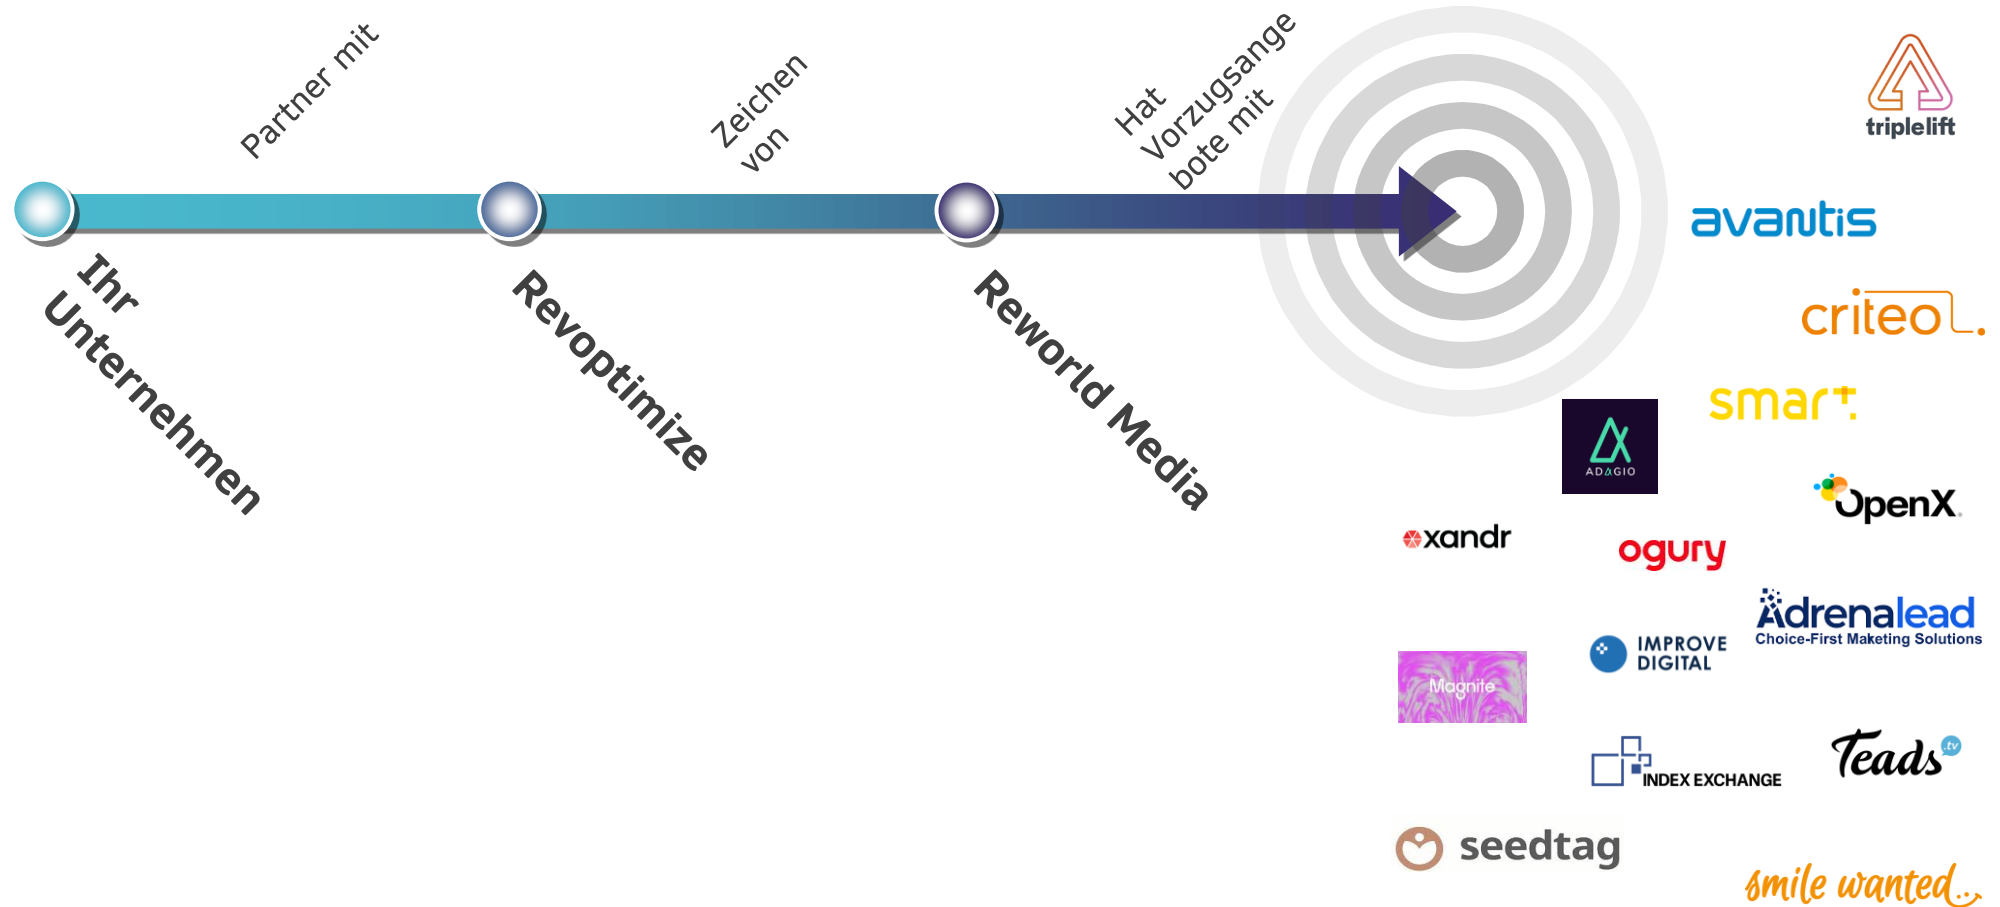 Partner mit
Zeichen
von
Hat
Vorzugsange
bote mit
Ihr
Unternehmen
Revoptimize
Reworld Media
triplelift
avantis
criteo
smart
ADAGIO
OpenX
xandr
ogury
Adrenalead
Choice-First Maketing Solutions
IMPROVE
DIGITAL
Magnite
INDEX EXCHANGE
Teads
.tv
seedtag
smile wanted